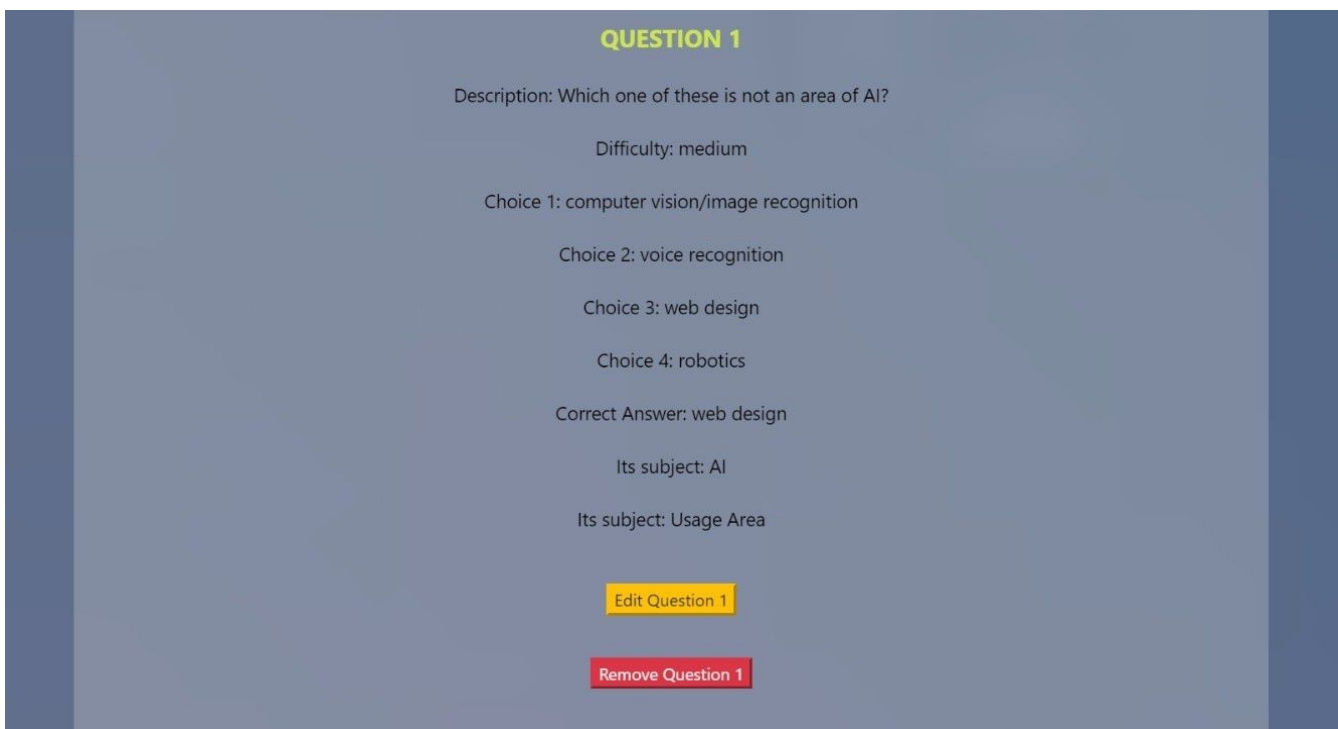 QUESTION 1
Description: Which one of these is not an area of AI?
Difficulty: medium
Choice 1: computer vision/image recognition
Choice 2: voice recognition
Choice 3: web design
Choice 4: robotics
Correct Answer: web design
Its subject: AI
Its subject: Usage Area
Edit Question 1
Remove Question 1